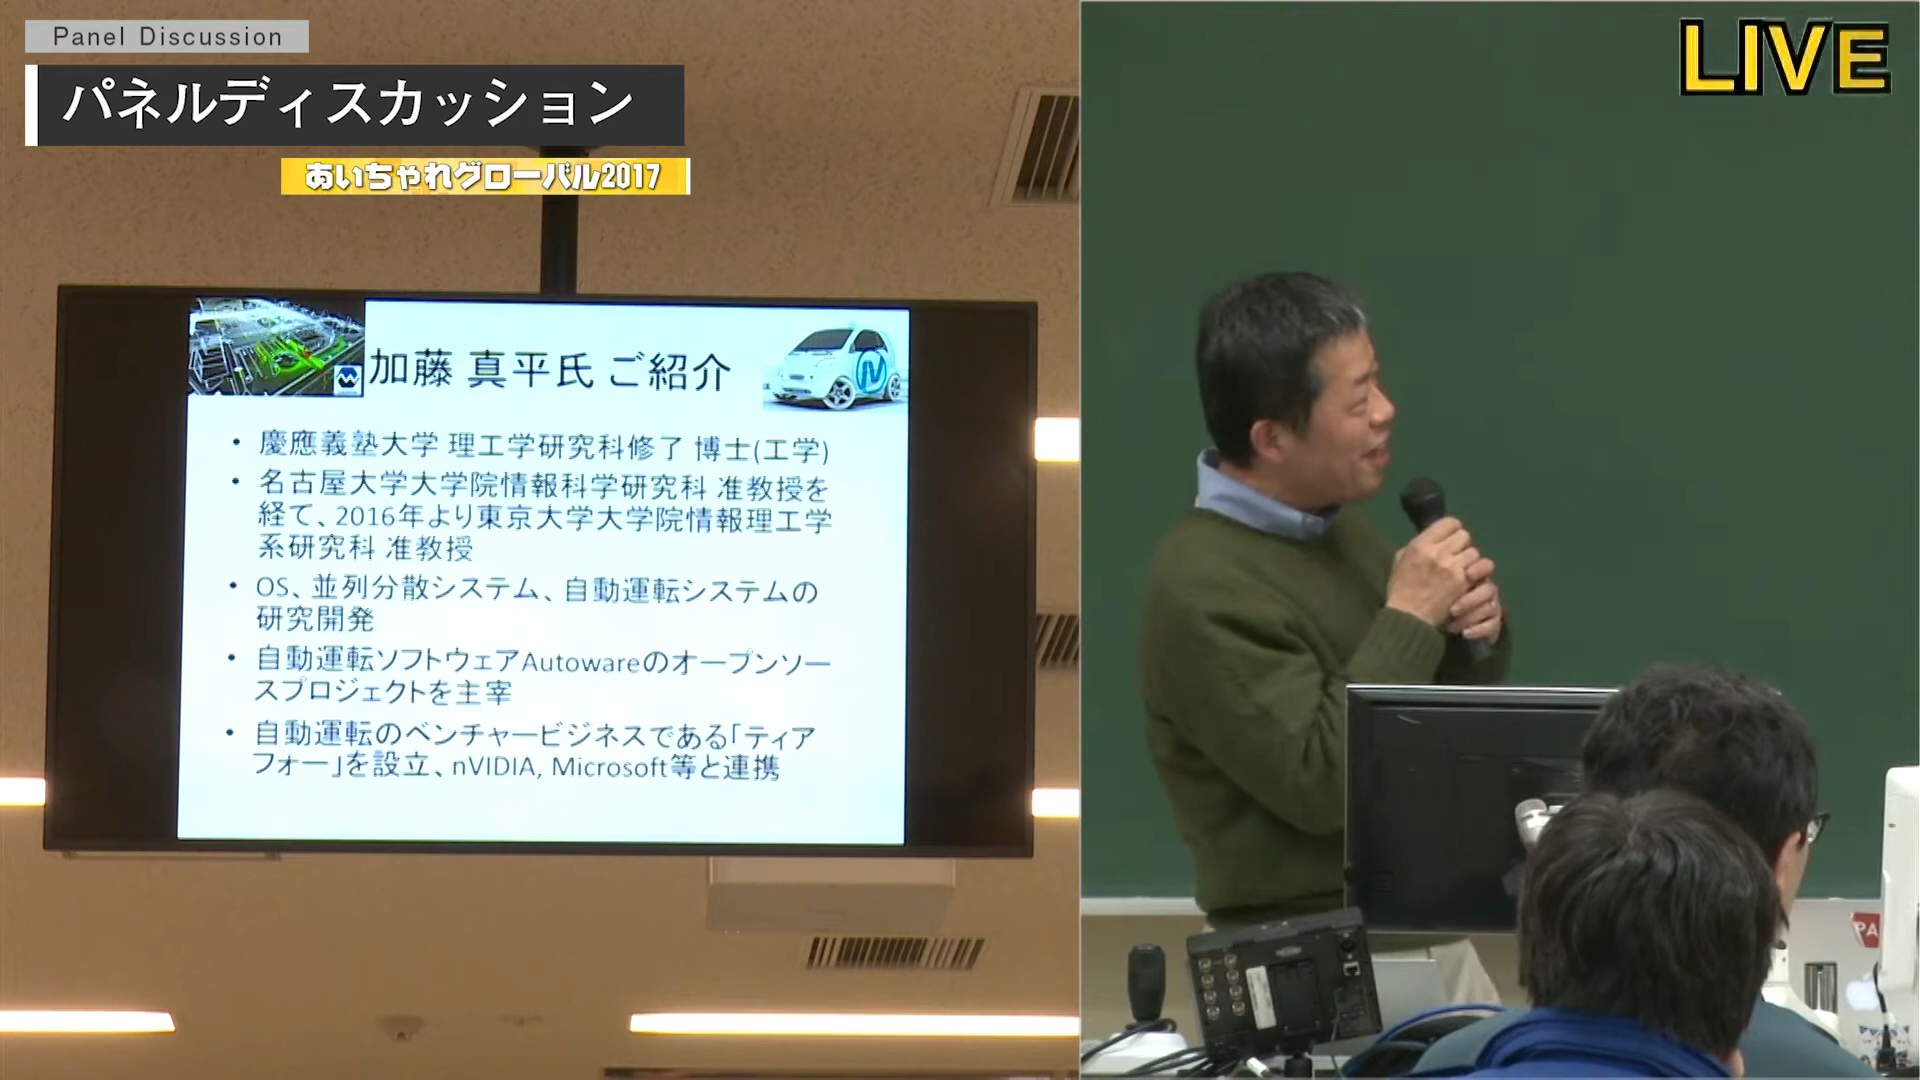 Panel Discussion
パネルディスカッション
あいちゃれグローバル2017
LIVE
加藤 真平氏 ご紹介
• 慶應義塾大学 理工学研究科修了 博士(工学)
• 名古屋大学大学院情報科学研究科 准教授を
経て、2016年より東京大学大学院情報理工学
系研究科 准教授
• OS、並列分散システム、自動運転システムの
研究開発
• 自動運転ソフトウェアAutowareのオープンソー
スプロジェクトを主宰
• 自動運転のベンチャービジネスである「ティア
フォー」を設立、nVIDIA, Microsoft等と連携
PA